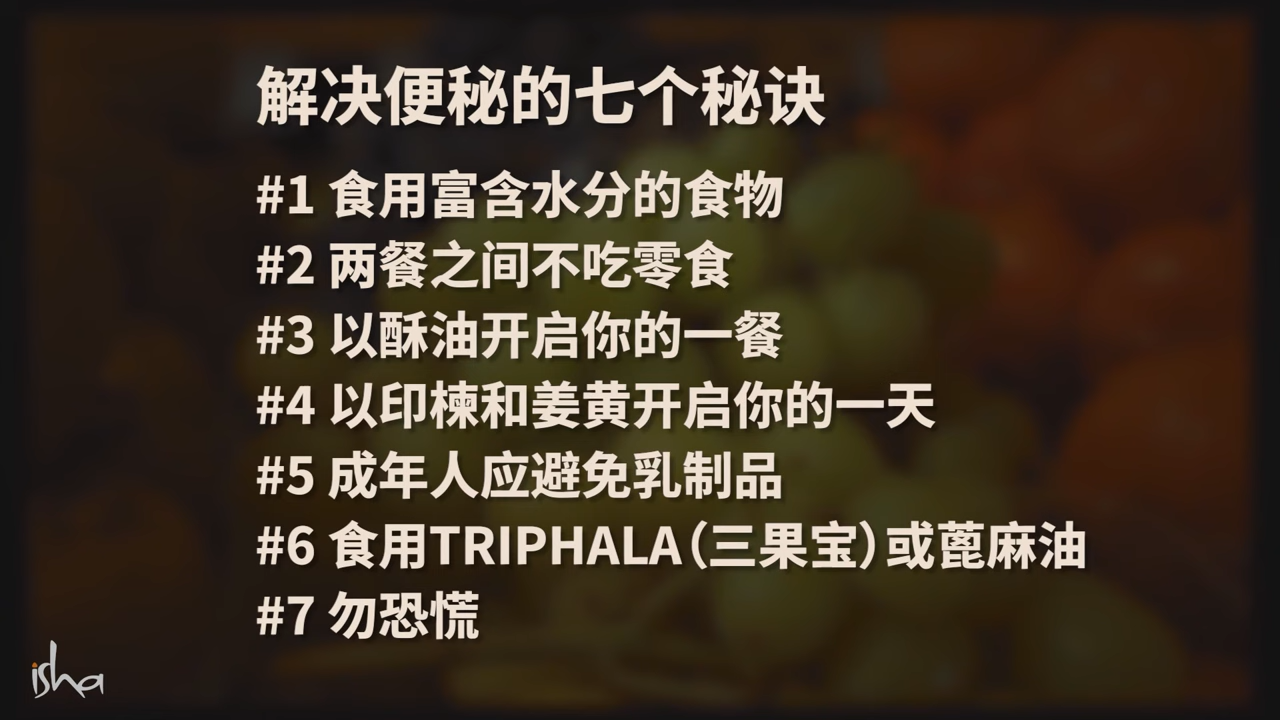 解决便秘的七个秘诀
#1 食用富含水分的食物
#2 两餐之间不吃零食
#3 以酥油开启你的一餐
#4 以印楝和姜黄开启你的一天
#5 成年人应避免乳制品
#6 食用TRIPHALA(三果宝)或蓖麻油
#7 勿恐慌
isha